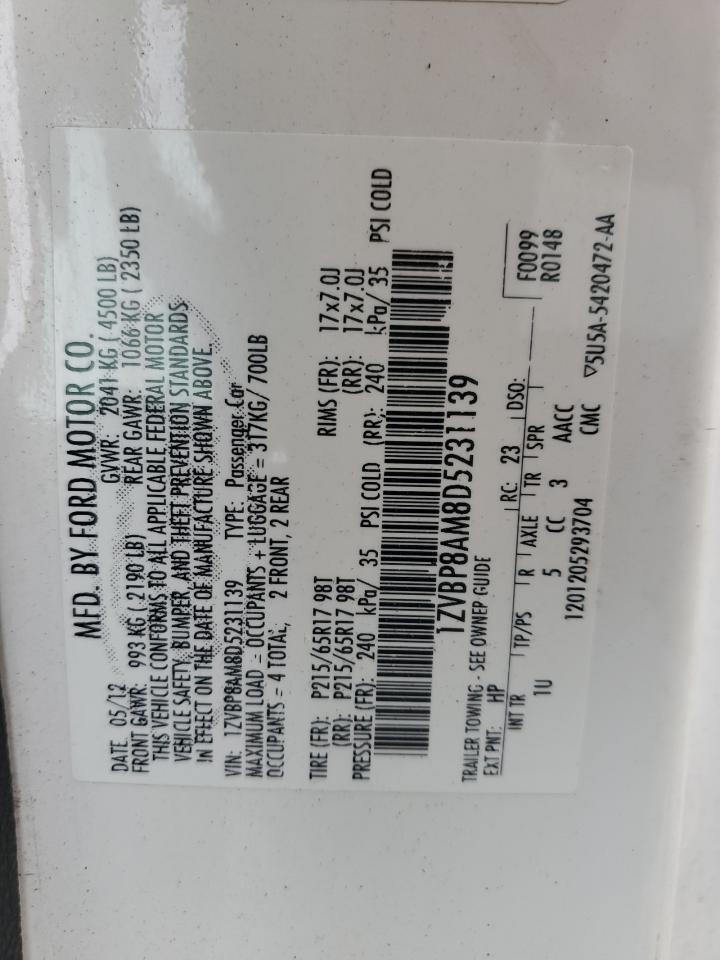 MFD. BY FORD MOTOR CO.
DATE 05/12 GVWR: 2041 KG ( 4500 LB)
FRONT GAWR: 993 KG ( 2190 LB) REAR GAWR: 1066 KG ( 2350 LB)
THIS VEHICLE CONFORMS TO ALL APPLICABLE FEDERAL MOTOR
VEHICLE SAFETY, BUMPER, AND THEFT PREVENTION STANDARDS
IN EFFECT ON THE DATE OF MANUFACTURE SHOWN ABOVE.
VIN: 1ZVBP8AM8D5231139 TYPE: Passenger Car
MAXIMUM LOAD = OCCUPANTS + LUGGAGE = 317KG/ 700LB
OCCUPANTS = 4 TOTAL, 2 FRONT, 2 REAR
TIRE (FR): P215/65R17 98T RIMS (FR): 17x7.0J
(RR): P215/65R17 98T (RR): 17x7.0J
PRESSURE (FR): 240 kPa/ 35 PSI COLD (RR): 240 kPa/ 35 PSI COLD
1ZVBP8AM8D5231139
TRAILER TOWING - SEE OWNER GUIDE
EXT PNT: HP RC: 23 DSO: F0099
R0148
INT TR TP/PS R AXLE TR SPR
1U 5 CC 3 AACC
1201205293704 CMC ▽5U5A-5420472-AA